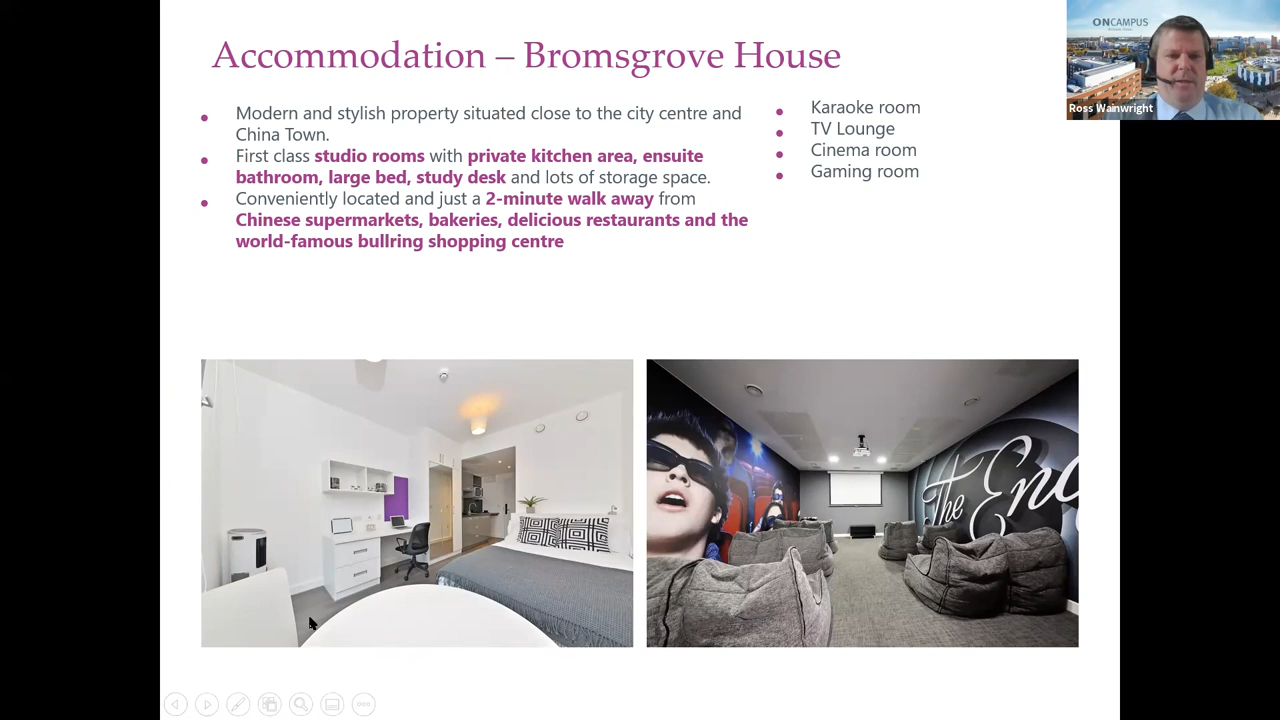 Accommodation – Bromsgrove House
Modern and stylish property situated close to the city centre and
China Town.
First class studio rooms with private kitchen area, ensuite
bathroom, large bed, study desk and lots of storage space.
Conveniently located and just a 2-minute walk away from
Chinese supermarkets, bakeries, delicious restaurants and the
world-famous bullring shopping centre
Karaoke room
TV Lounge
Cinema room
Gaming room
ONCAMPUS
Ross Wainwright
The End